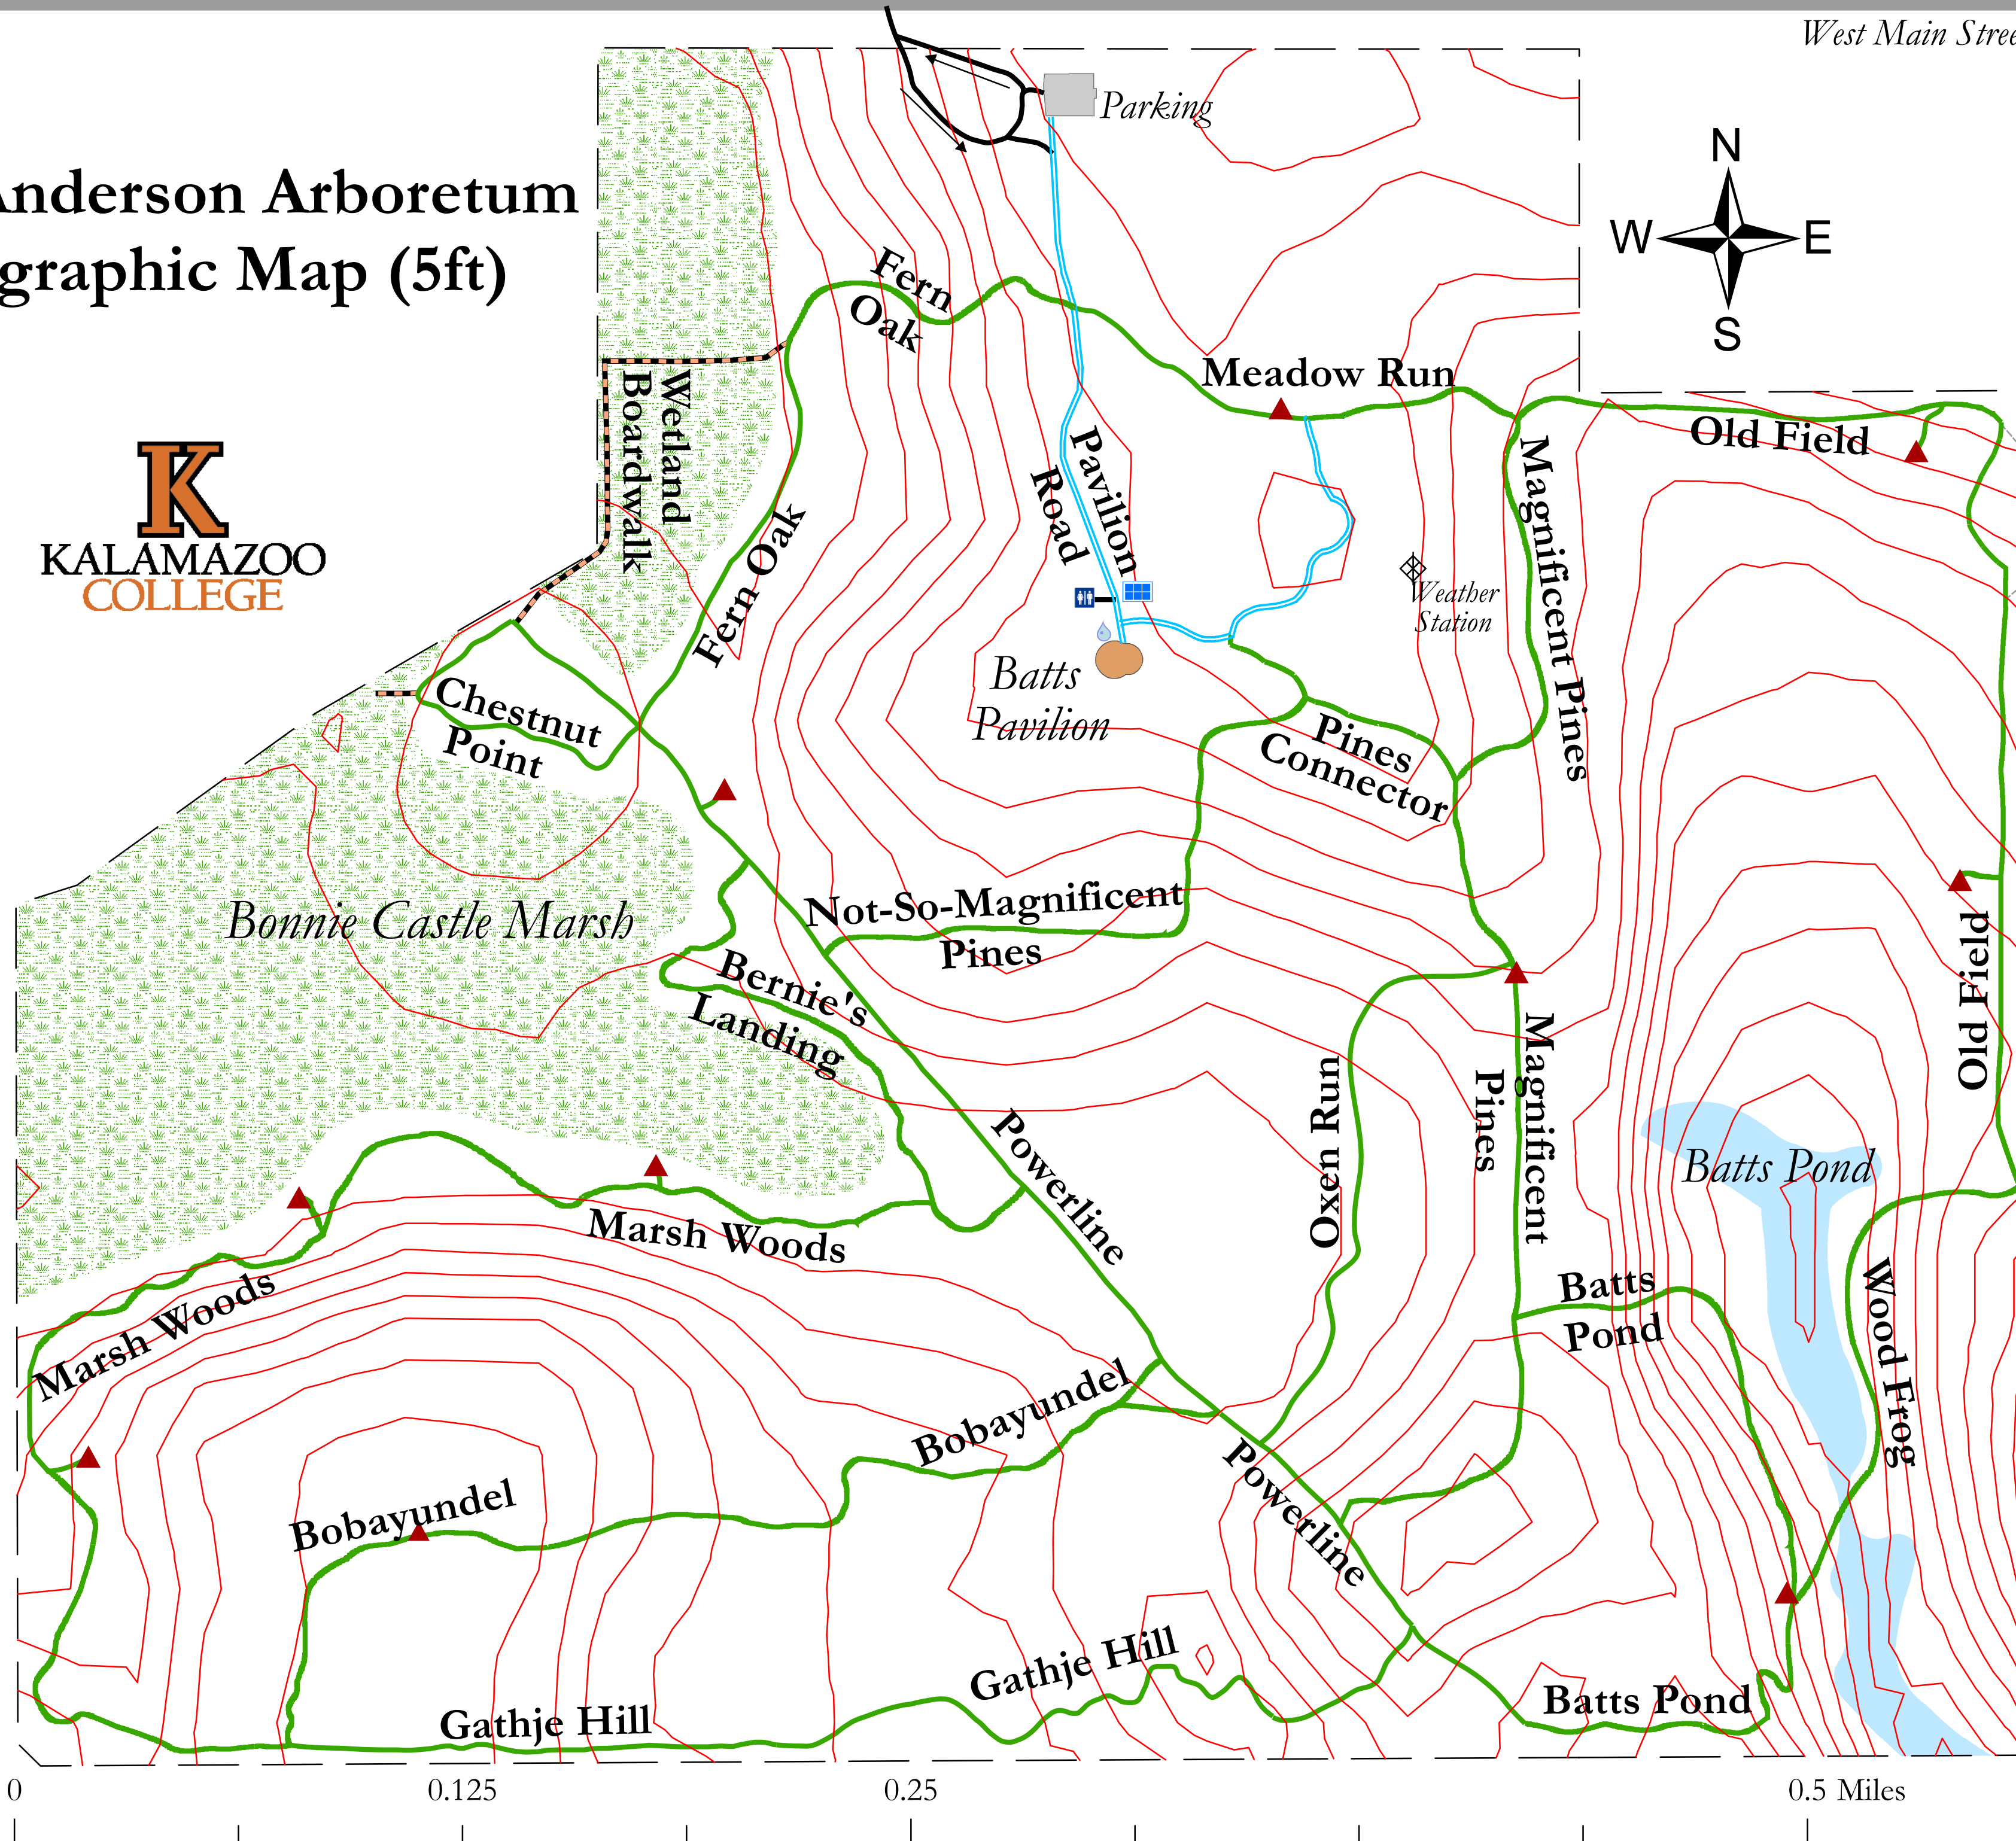 West Main Stree
Anderson Arboretum
graphic Map (5ft)
N
W
E
S
Parking
Fern
Oak
Meadow Run
Old Field
Wetland
Boardwalk
Pavilion
Road
Magnificent Pines
K
KALAMAZOO
COLLEGE
Fern Oak
Weather
Station
Batts
Pavilion
Chestnut
Point
Pines
Connector
Not-So-Magnificent
Pines
Bonnie Castle Marsh
Bernie's
Landing
Old Field
Powerline
Oxen Run
Magnificent
Pines
Batts Pond
Marsh Woods
Marsh Woods
Batts
Pond
Wood Frog
Bobayundel
Bobayundel
Powerline
Gathje Hill
Gathje Hill
Batts Pond
0
0.125
0.25
0.5 Miles